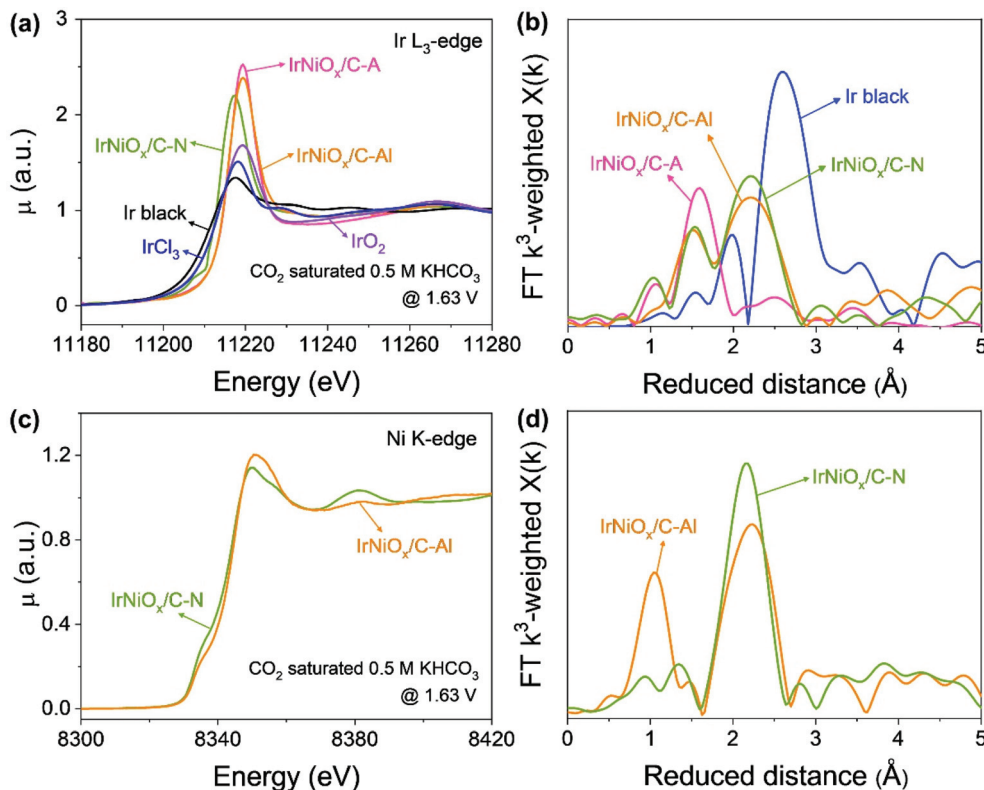 (a)
Ir L₃-edge
IrNiOₓ/C-A
IrNiOₓ/C-N
IrNiOₓ/C-Al
Ir black
IrCl₃
IrO₂
CO₂ saturated 0.5 M KHCO₃
@ 1.63 V
3
2
1
0
μ (a.u.)
11180 11200 11220 11240 11260 11280
Energy (eV)
(b)
Ir black
IrNiOₓ/C-Al
IrNiOₓ/C-A
IrNiOₓ/C-N
FT k³-weighted X(k)
0 1 2 3 4 5
Reduced distance (Å)
(c)
Ni K-edge
IrNiOₓ/C-Al
IrNiOₓ/C-N
CO₂ saturated 0.5 M KHCO₃
@ 1.63 V
1.2
0.8
0.4
0.0
μ (a.u.)
8300 8340 8380 8420
Energy (eV)
(d)
IrNiOₓ/C-N
IrNiOₓ/C-Al
FT k³-weighted X(k)
0 1 2 3 4 5
Reduced distance (Å)